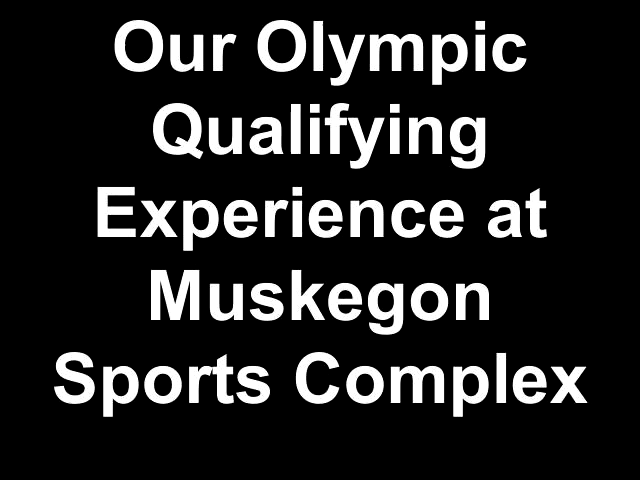 Our Olympic
Qualifying
Experience at
Muskegon
Sports Complex